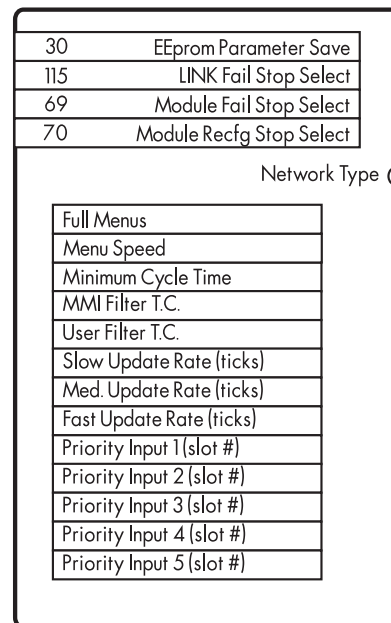 30 EEprom Parameter Save
115 LINK Fail Stop Select
69 Module Fail Stop Select
70 Module Recfg Stop Select
Network Type
Full Menus
Menu Speed
Minimum Cycle Time
MMI Filter T.C.
User Filter T.C.
Slow Update Rate (ticks)
Med. Update Rate (ticks)
Fast Update Rate (ticks)
Priority Input 1 (slot #)
Priority Input 2 (slot #)
Priority Input 3 (slot #)
Priority Input 4 (slot #)
Priority Input 5 (slot #)